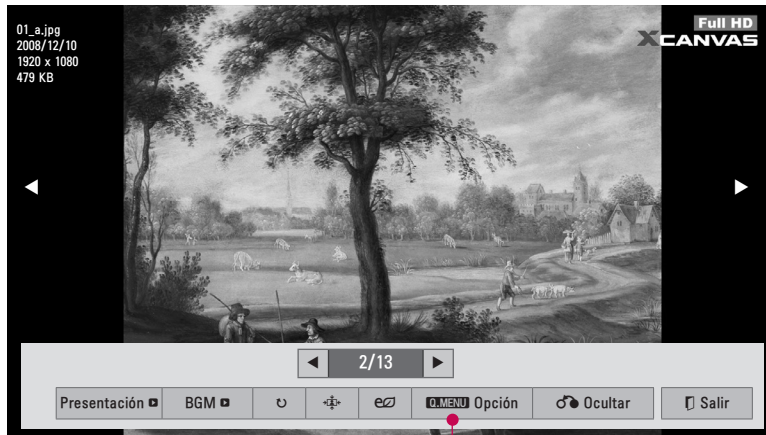 01_a.jpg
2008/12/10
1920 x 1080
479 KB
Full HD
XCANVAS
2/13
Presentación
BGM
Q.MENU Opción
Ocultar
Salir